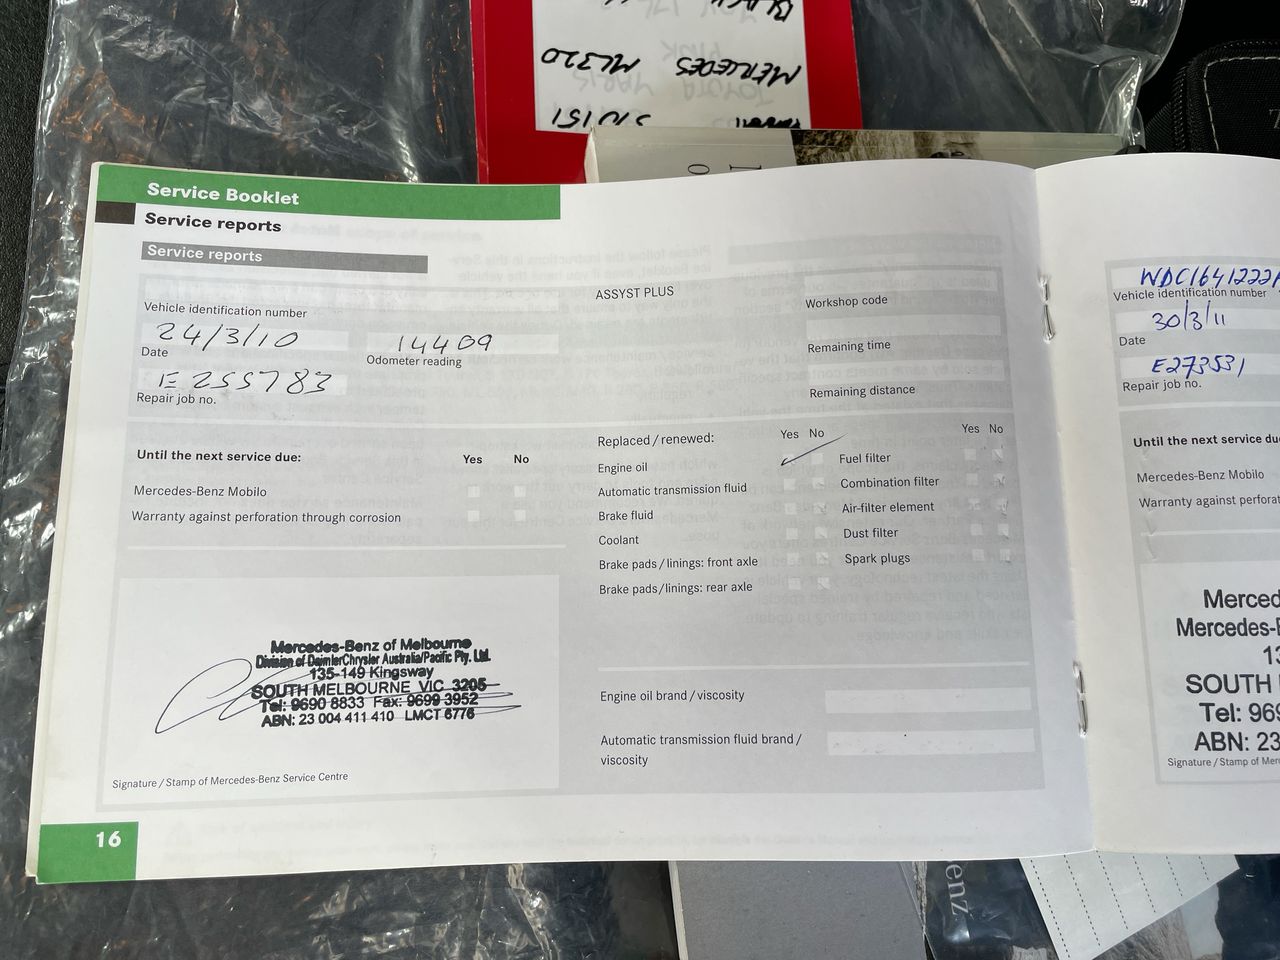 MERCEDES ML320
Service Booklet
Service reports
Service reports
Vehicle identification number
24/3/10
14409
Date
Odometer reading
E 255783
Repair job no.
ASSYST PLUS
Workshop code
Remaining time
Remaining distance
Until the next service due:
Yes No
Mercedes-Benz Mobilo
Warranty against perforation through corrosion
Replaced / renewed:
Yes No
Yes No
Engine oil
Automatic transmission fluid
Brake fluid
Coolant
Brake pads / linings: front axle
Brake pads / linings: rear axle
Fuel filter
Combination filter
Air-filter element
Dust filter
Spark plugs
Mercedes-Benz of Melbourne
Division of DaimlerChrysler Australia/Pacific Pty. Ltd.
135-149 Kingsway
SOUTH MELBOURNE VIC 3205
Tel: 9690 8833 Fax: 9699 3952
ABN: 23 004 411 410 LMCT 6776
Signature / Stamp of Mercedes-Benz Service Centre
Engine oil brand / viscosity
Automatic transmission fluid brand /
viscosity
16
WDC1641222A
Vehicle identification number
30/3/11
Date
E273531
Repair job no.
Until the next service due
Mercedes-Benz Mobilo
Warranty against perforat
Merced
Mercedes-B
13
SOUTH
Tel: 969
ABN: 23
Signature / Stamp of Merc
enz